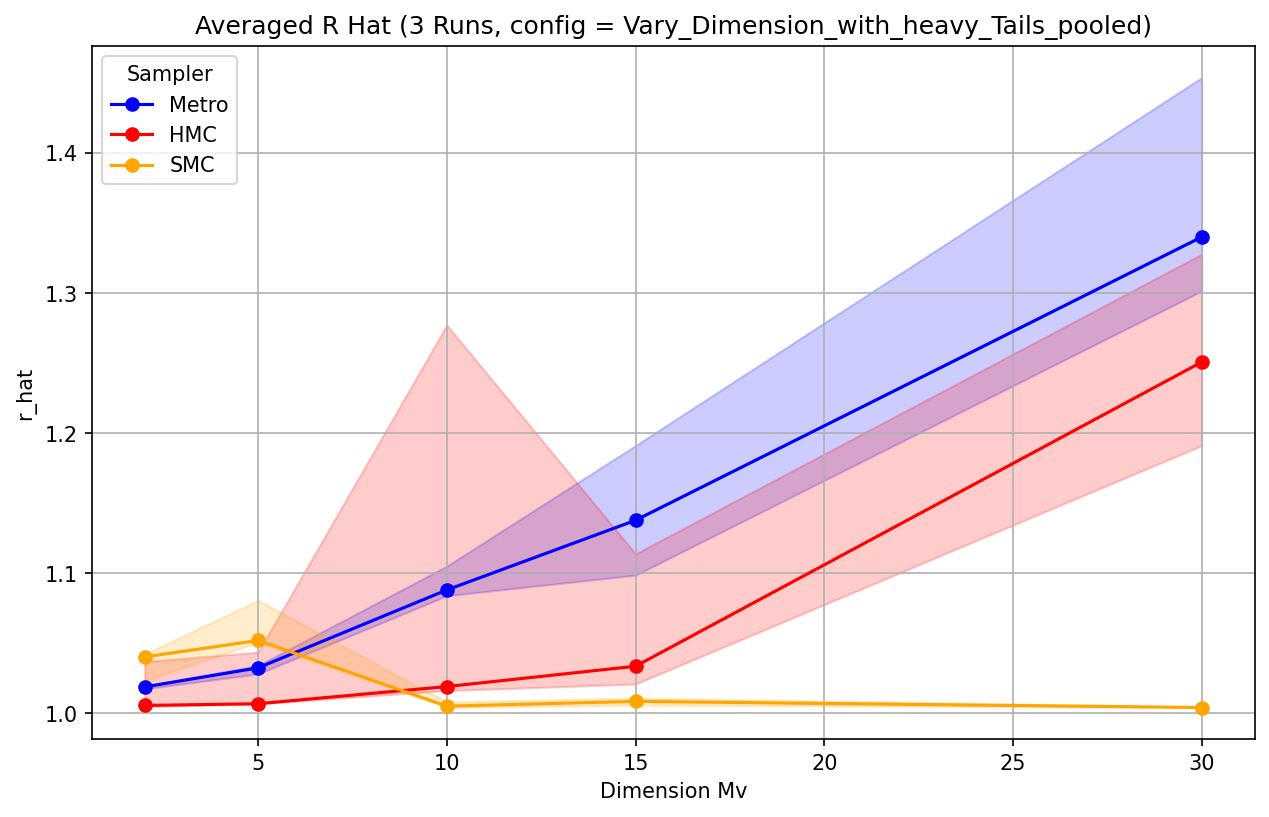 Averaged R Hat (3 Runs, config = Vary_Dimension_with_heavy_Tails_pooled)
Sampler
Metro
HMC
SMC
r_hat
1.4
1.3
1.2
1.1
1.0
5 10 15 20 25 30
Dimension Mv